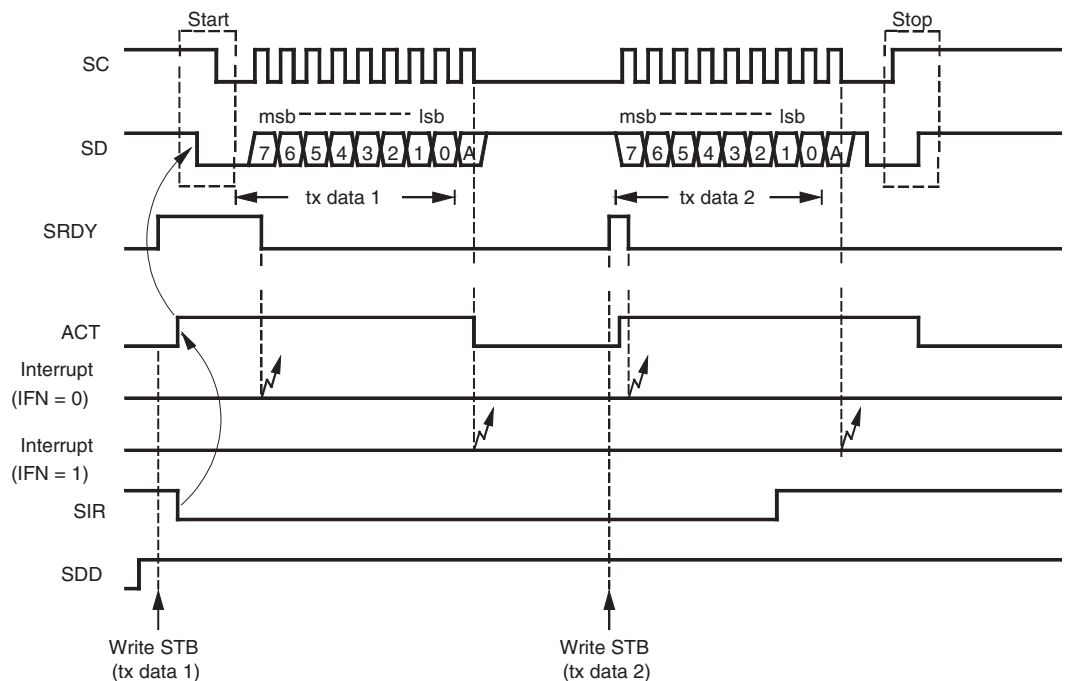 Start
Stop
SC
msb lsb
msb lsb
SD
7 6 5 4 3 2 1 0 A
7 6 5 4 3 2 1 0 A
tx data 1
tx data 2
SRDY
ACT
Interrupt
(IFN = 0)
Interrupt
(IFN = 1)
SIR
SDD
Write STB
(tx data 1)
Write STB
(tx data 2)